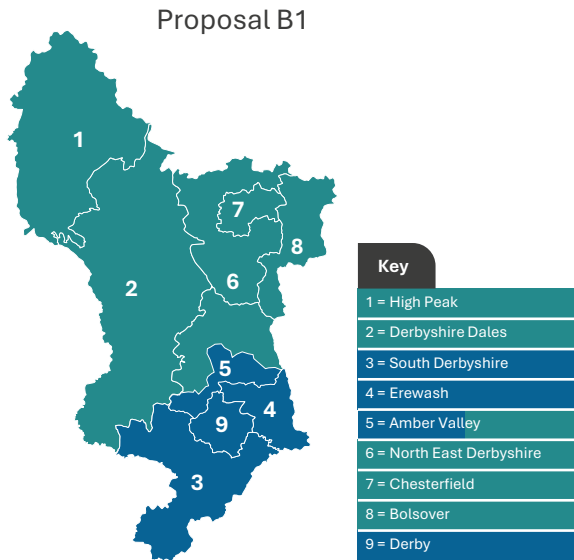 Proposal B1
1
7
8
2
6
5
4
9
3
Key
1 = High Peak
2 = Derbyshire Dales
3 = South Derbyshire
4 = Erewash
5 = Amber Valley
6 = North East Derbyshire
7 = Chesterfield
8 = Bolsover
9 = Derby